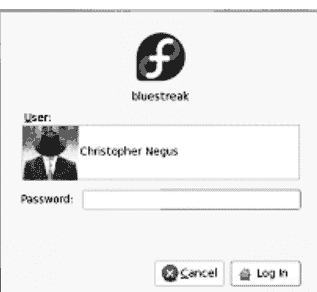 bluestreak
User:
Christopher Negus
Password:
Cancel
Log In